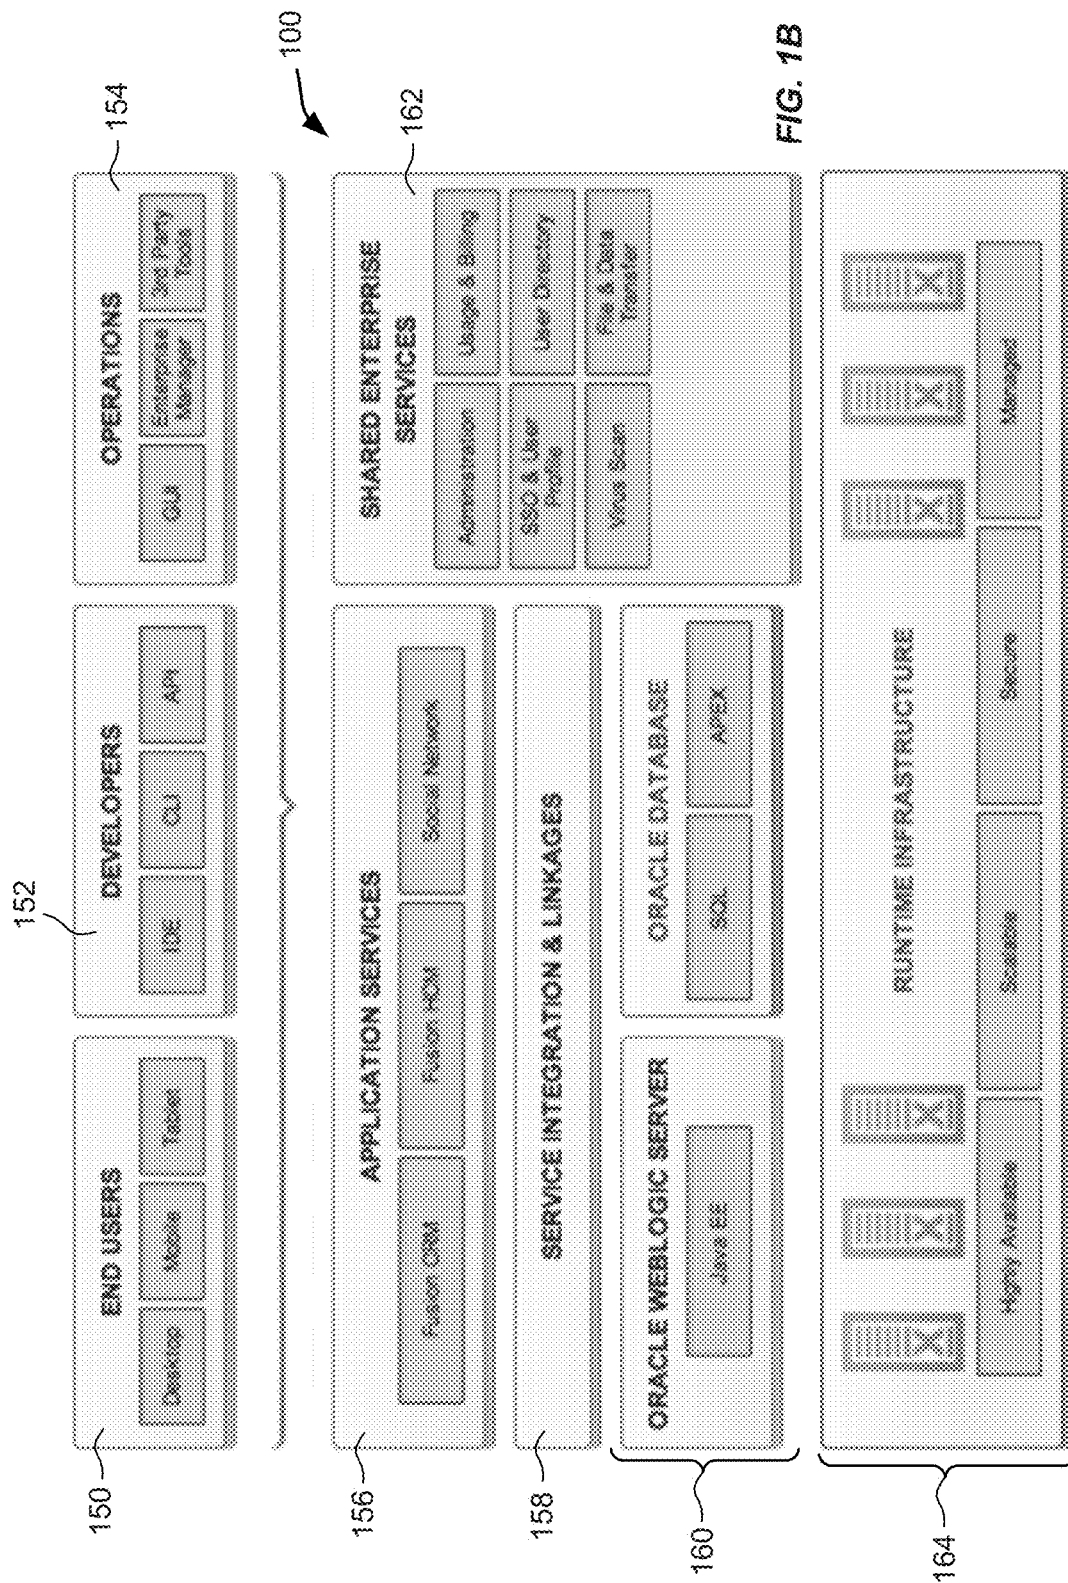 100
150
END USERS
Desktop
Mobile
Tablet
152
DEVELOPERS
IDE
CLI
API
154
OPERATIONS
GUI
Enterprise
Manager
3rd Party
Tools
156
APPLICATION SERVICES
Fusion CRM
Fusion HCM
Social Network
158
SERVICE INTEGRATION & LINKAGES
160
ORACLE WEBLOGIC SERVER
Java EE
ORACLE DATABASE
SQL
APEX
162
SHARED ENTERPRISE
SERVICES
Administration
Usage & Billing
SSO & User
Profile
User Directory
Virus Scan
File & Data
Transfer
164
RUNTIME INFRASTRUCTURE
Highly Available
Scalable
Secure
Managed
FIG. 1B